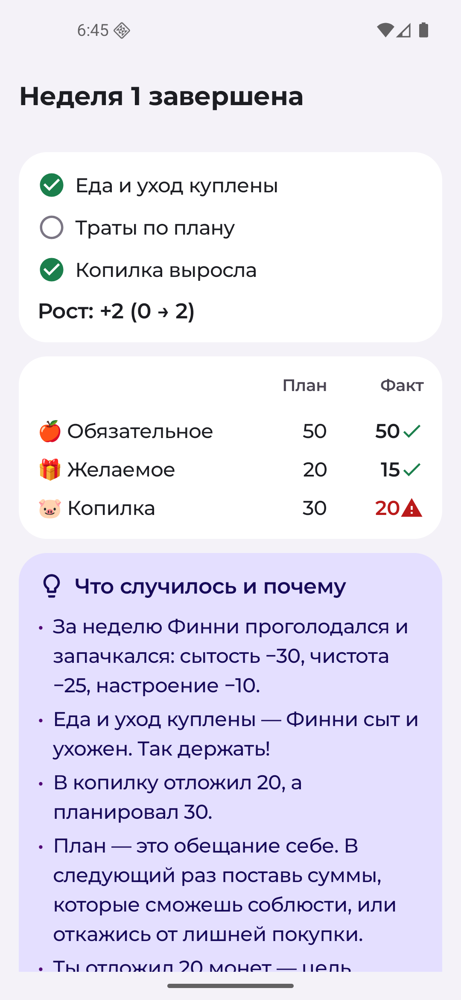 6:45
Неделя 1 завершена
Еда и уход куплены
Траты по плану
Копилка выросла
Рост: +2 (0 → 2)
План Факт
Обязательное 50 50
Желаемое 20 15
Копилка 30 20
Что случилось и почему
• За неделю Финни проголодался и
запачкался: сытость −30, чистота
−25, настроение −10.
• Еда и уход куплены — Финни сыт и
ухожен. Так держать!
• В копилку отложил 20, а
планировал 30.
• План — это обещание себе. В
следующий раз поставь суммы,
которые сможешь соблюсти, или
откажись от лишней покупки.
• Ты отложил 20 монет — цель